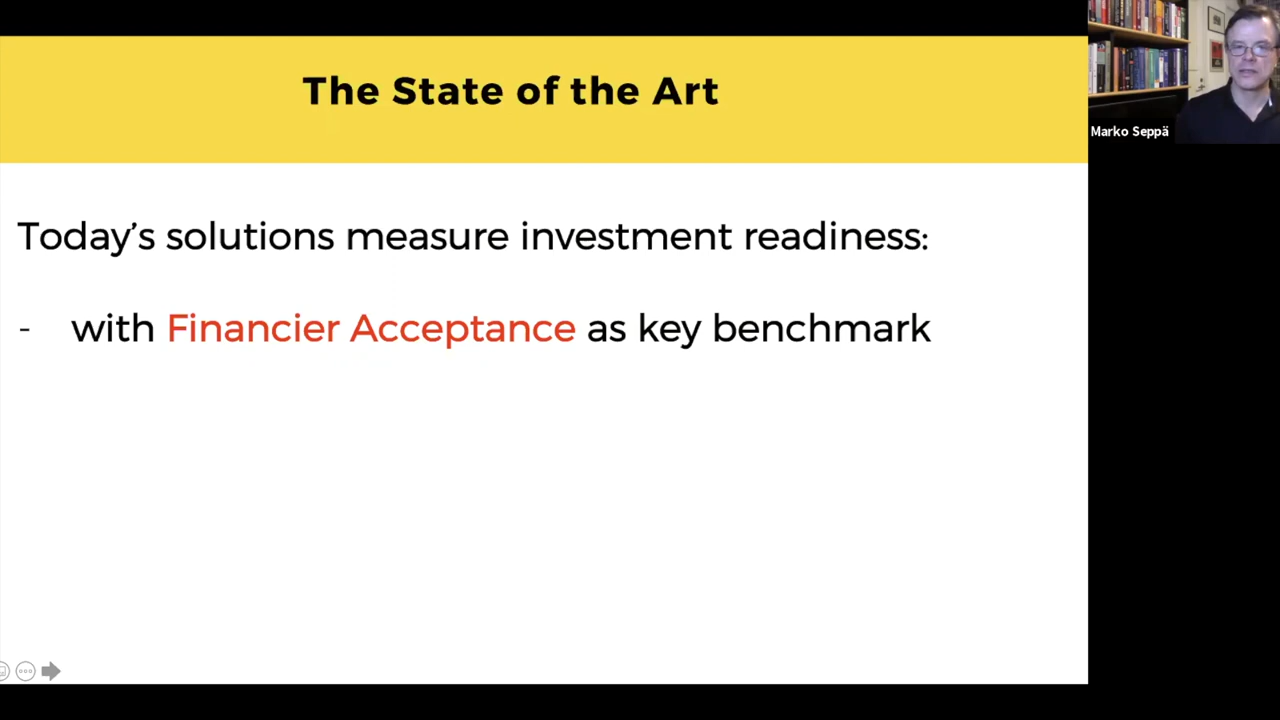 The State of the Art
Today’s solutions measure investment readiness:
- with Financier Acceptance as key benchmark
Marko Seppä